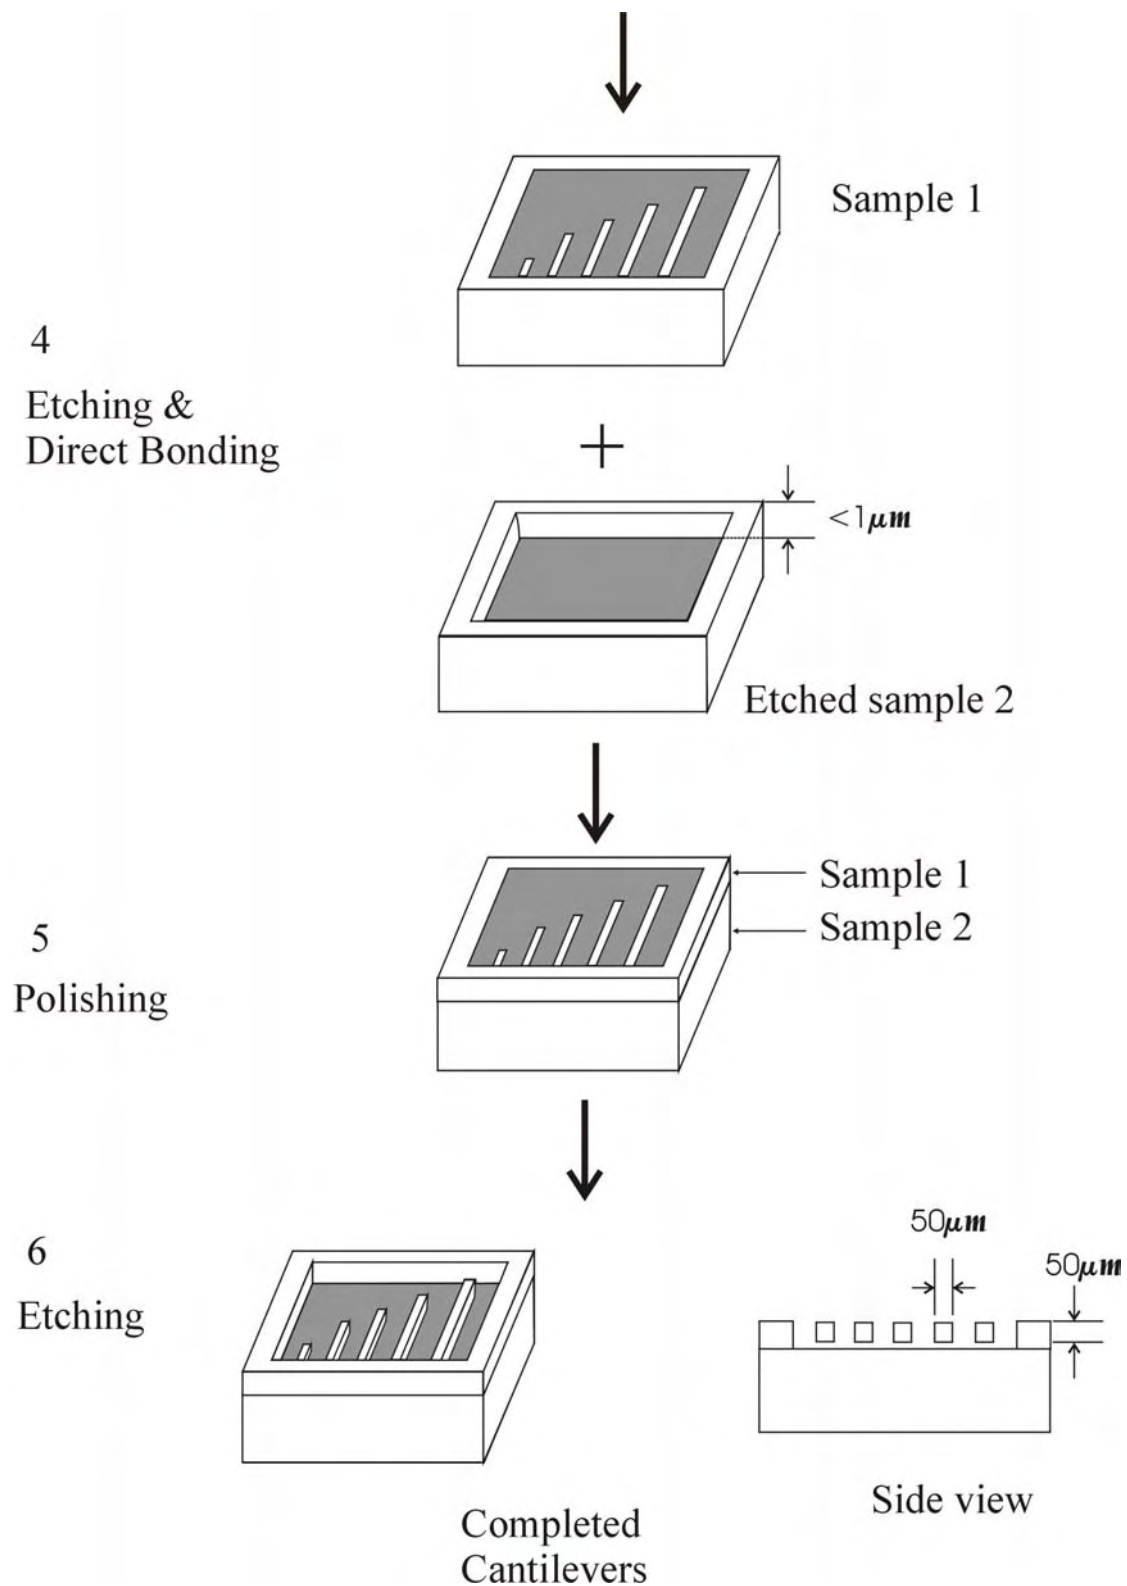 Sample 1
4
Etching &
Direct Bonding
+
<1μm
Etched sample 2
Sample 1
Sample 2
5
Polishing
6
Etching
50μm
50μm
Side view
Completed
Cantilevers